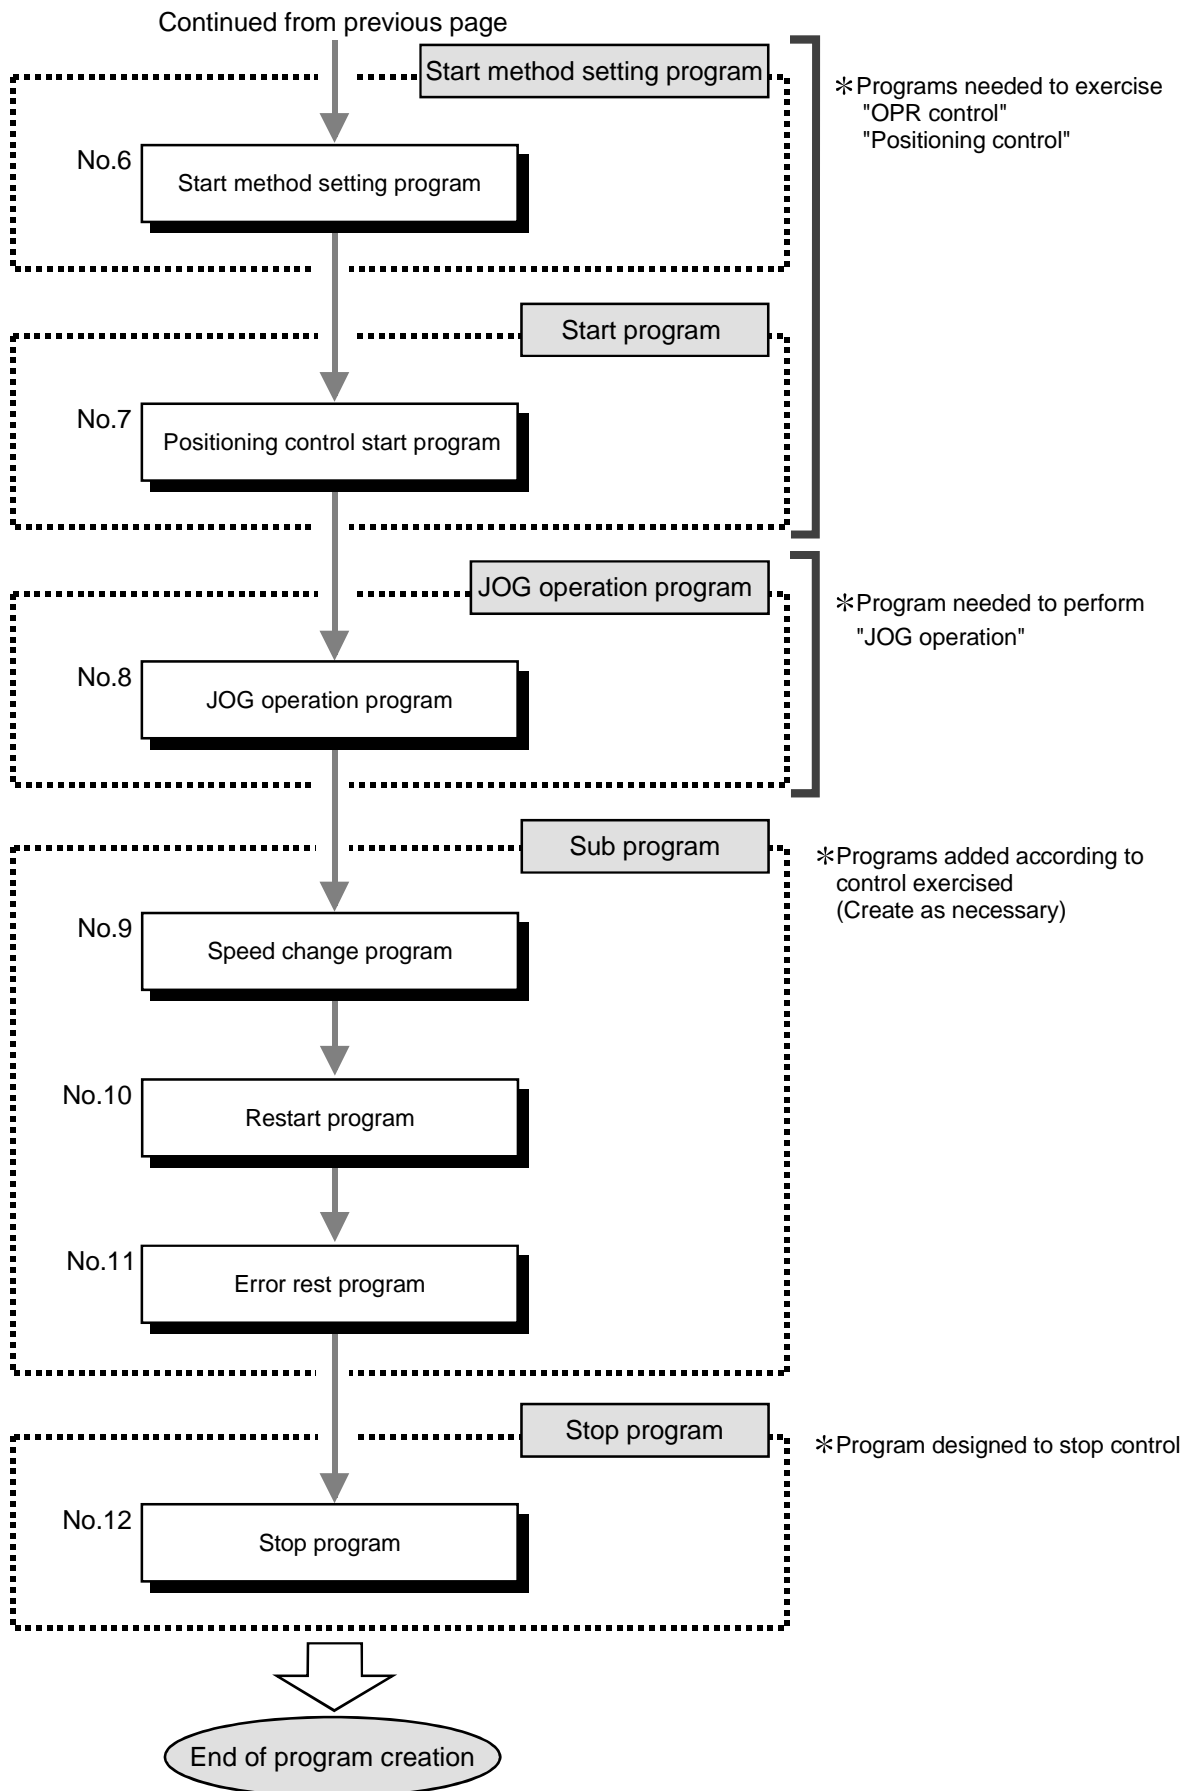 Continued from previous page
Start method setting program
＊Programs needed to exercise
"OPR control"
"Positioning control"
No.6
Start method setting program
Start program
No.7
Positioning control start program
JOG operation program
＊Program needed to perform
"JOG operation"
No.8
JOG operation program
Sub program
＊Programs added according to
control exercised
(Create as necessary)
No.9
Speed change program
No.10
Restart program
No.11
Error rest program
Stop program
＊Program designed to stop control
No.12
Stop program
End of program creation